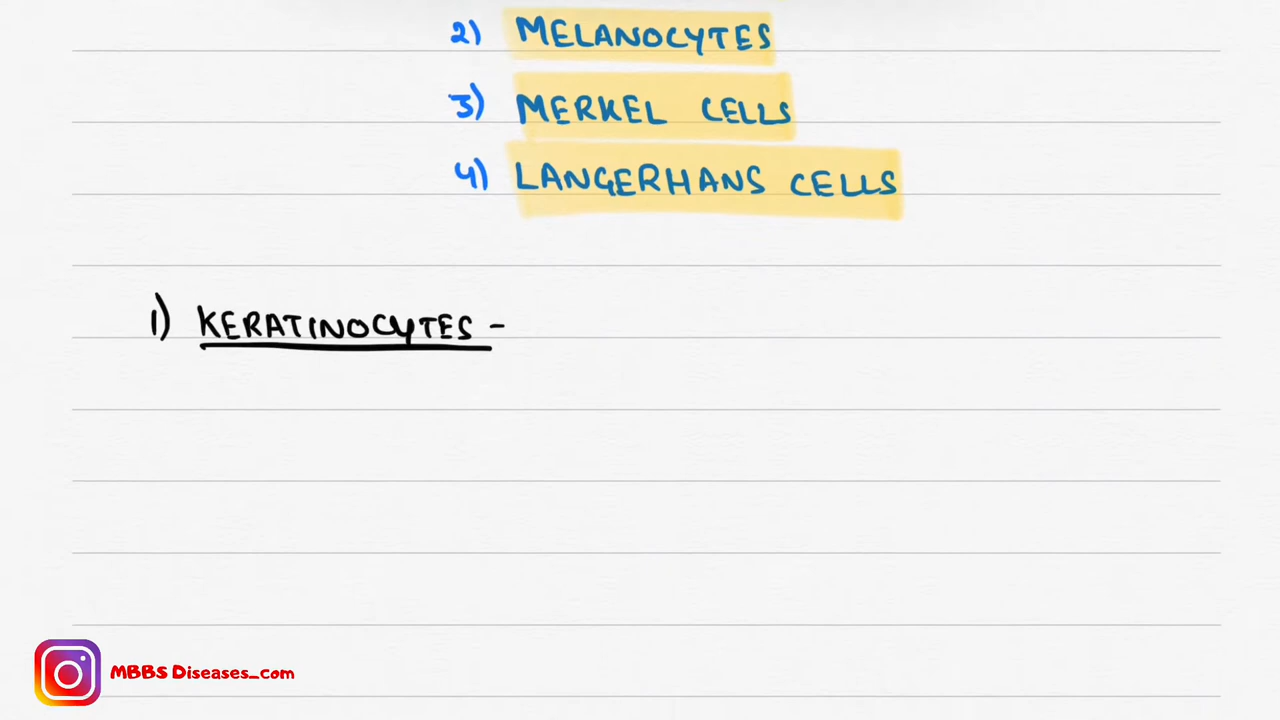 2) MELANOCYTES
3) MERKEL CELLS
4) LANGERHANS CELLS
1) KERATINOCYTES -
MBBS Diseases_com